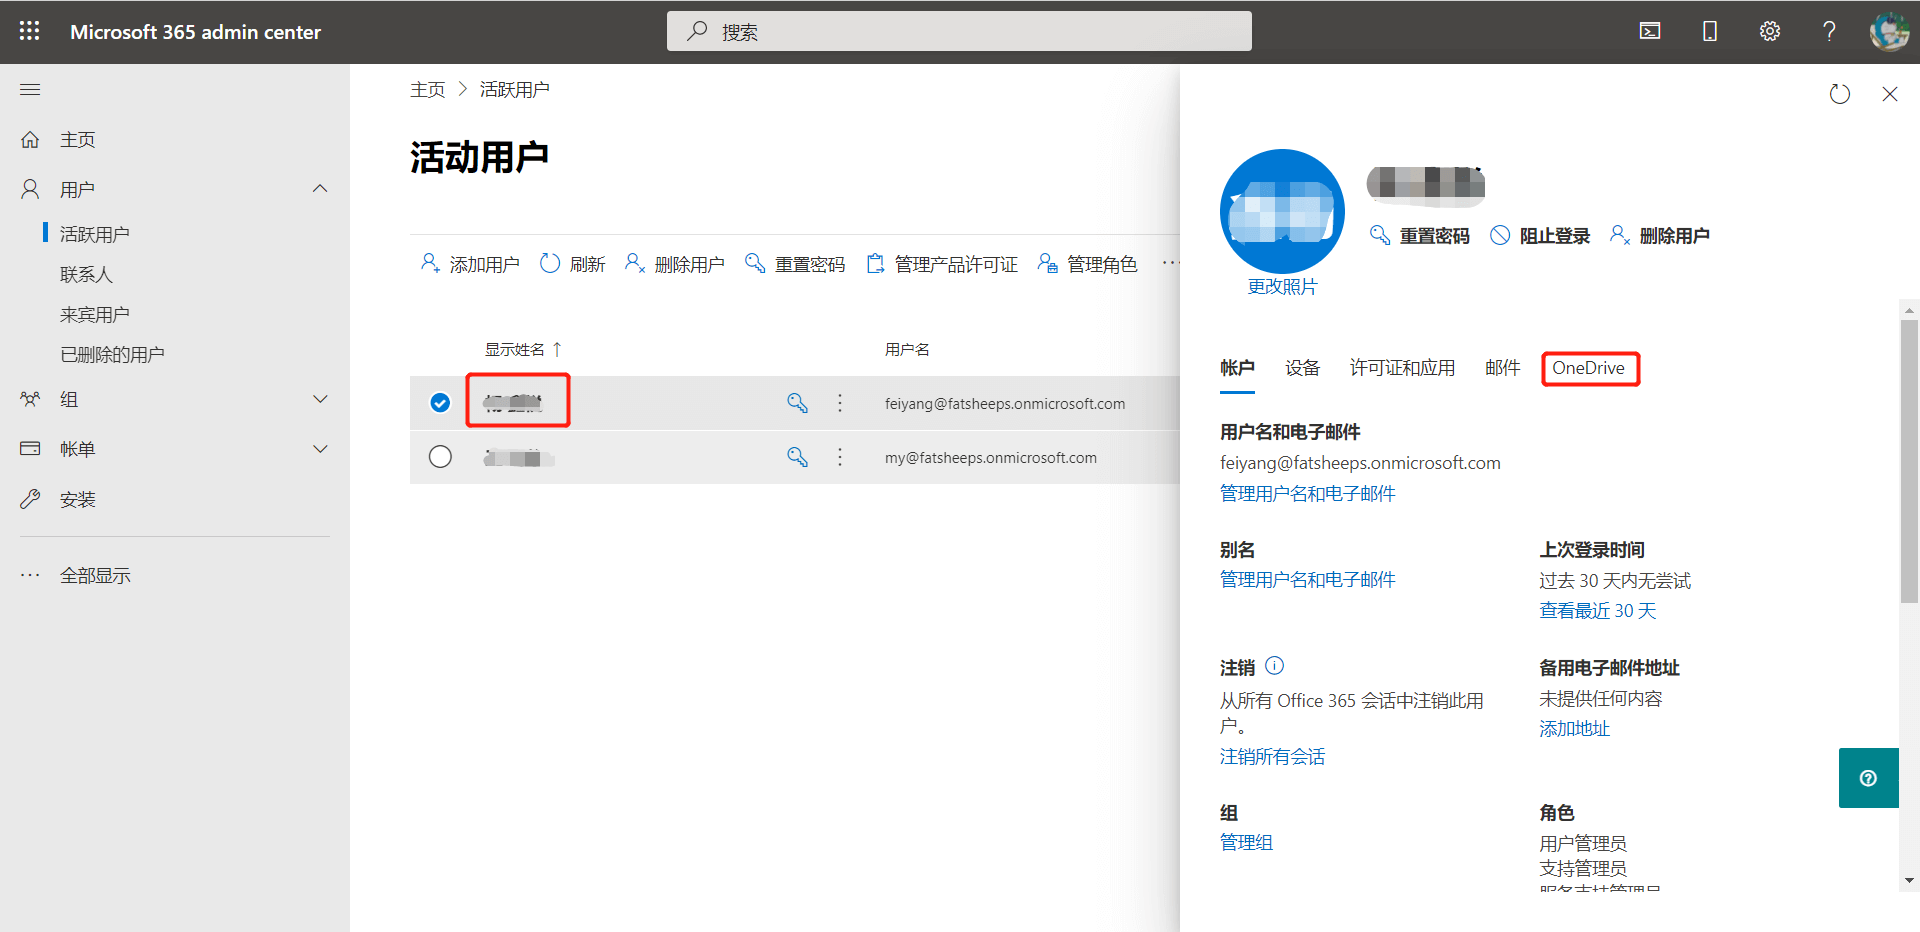 Microsoft 365 admin center
搜索
主页
用户
活跃用户
联系人
来宾用户
已删除的用户
组
帐单
安装
全部显示
主页 > 活跃用户
活动用户
添加用户 刷新 删除用户 重置密码 管理产品许可证 管理角色 ...
显示姓名 ↑ 用户名
feiyang@fatsheeps.onmicrosoft.com
my@fatsheeps.onmicrosoft.com
重置密码 阻止登录 删除用户
更改照片
帐户 设备 许可证和应用 邮件 OneDrive
用户名和电子邮件
feiyang@fatsheeps.onmicrosoft.com
管理用户名和电子邮件
别名
管理用户名和电子邮件
上次登录时间
过去 30 天内无尝试
查看最近 30 天
注销
从所有 Office 365 会话中注销此用
户。
注销所有会话
备用电子邮件地址
未提供任何内容
添加地址
组
管理组
角色
用户管理员
支持管理员
服务支持管理员